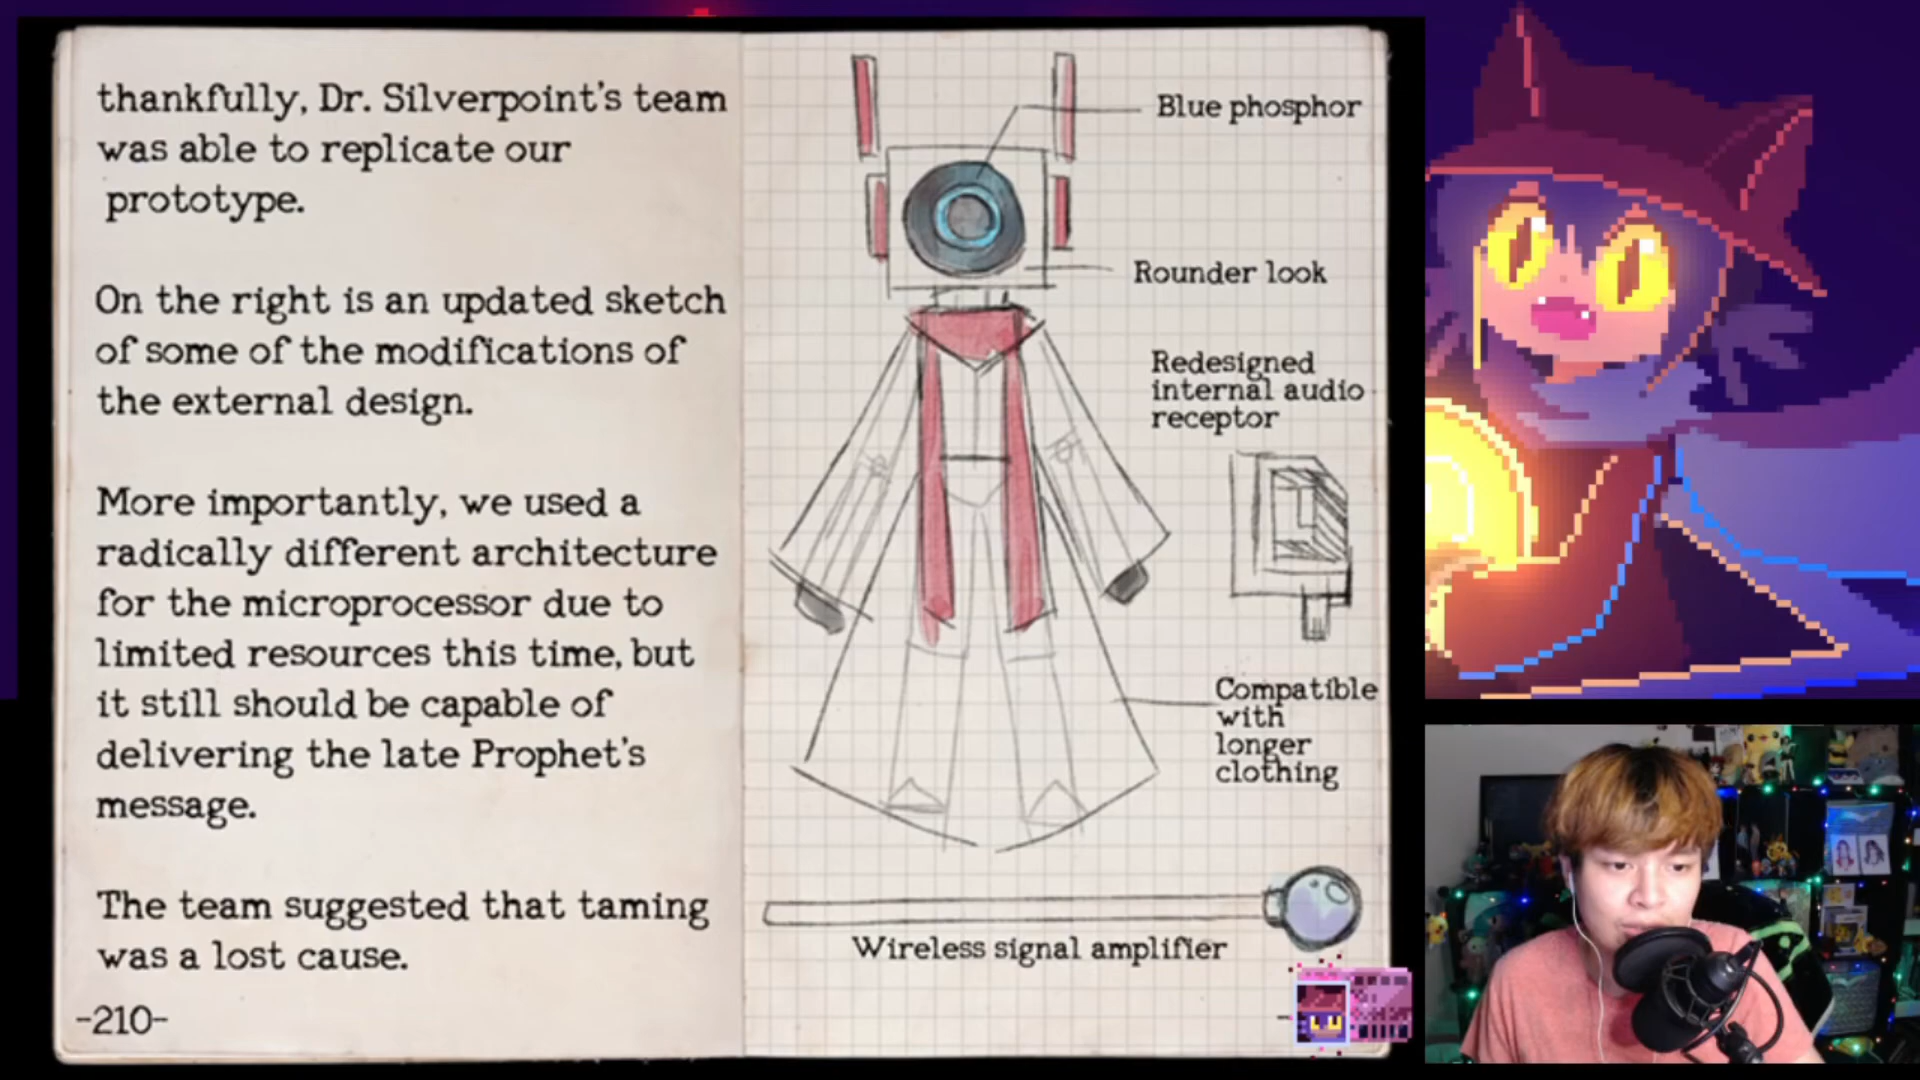 thankfully, Dr. Silverpoint's team
was able to replicate our
prototype.
On the right is an updated sketch
of some of the modifications of
the external design.
More importantly, we used a
radically different architecture
for the microprocessor due to
limited resources this time, but
it still should be capable of
delivering the late Prophet's
message.
The team suggested that taming
was a lost cause.
-210-
Blue phosphor
Rounder look
Redesigned
internal audio
receptor
Compatible
with
longer
clothing
Wireless signal amplifier